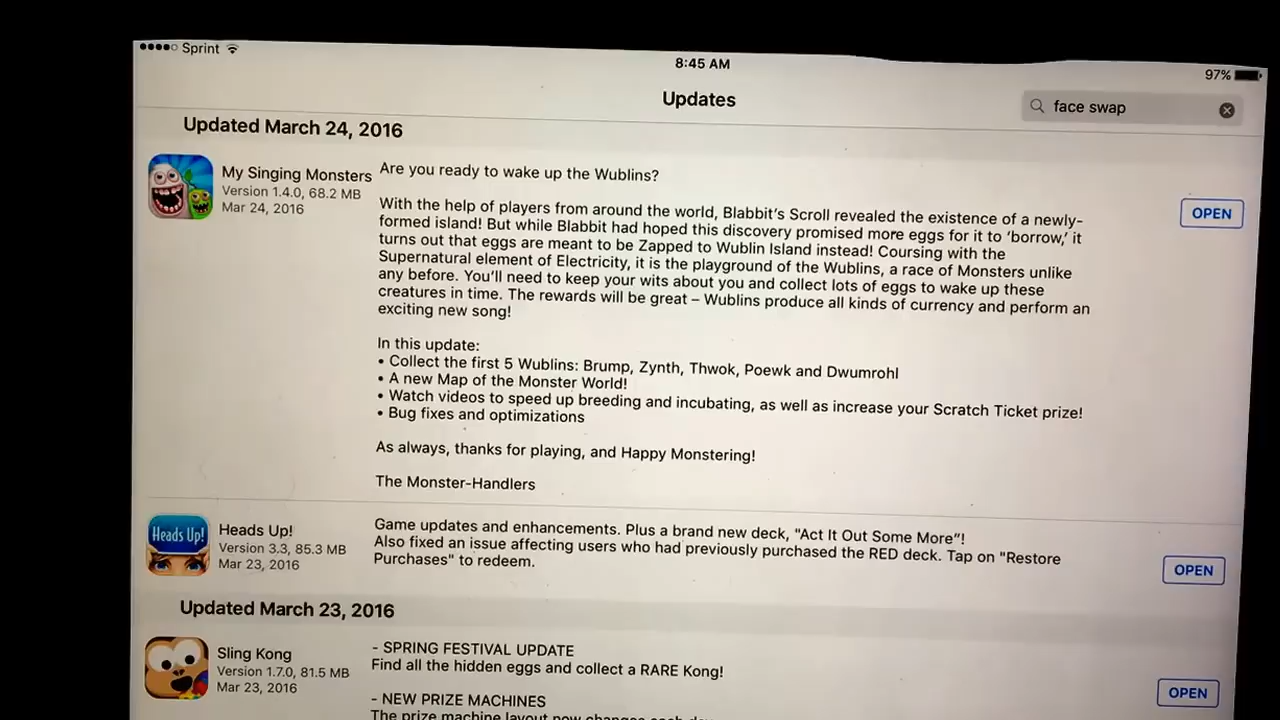 Sprint
8:45 AM
97%
Updates
face swap
Updated March 24, 2016
My Singing Monsters
Version 1.4.0, 68.2 MB
Mar 24, 2016
Are you ready to wake up the Wublins?
With the help of players from around the world, Blabbit's Scroll revealed the existence of a newly-
formed island! But while Blabbit had hoped this discovery promised more eggs for it to 'borrow,' it
turns out that eggs are meant to be Zapped to Wublin Island instead! Coursing with the
Supernatural element of Electricity, it is the playground of the Wublins, a race of Monsters unlike
any before. You'll need to keep your wits about you and collect lots of eggs to wake up these
creatures in time. The rewards will be great – Wublins produce all kinds of currency and perform an
exciting new song!
In this update:
• Collect the first 5 Wublins: Brump, Zynth, Thwok, Poewk and Dwumrohl
• A new Map of the Monster World!
• Watch videos to speed up breeding and incubating, as well as increase your Scratch Ticket prize!
• Bug fixes and optimizations
As always, thanks for playing, and Happy Monstering!
The Monster-Handlers
OPEN
Heads Up!
Heads Up!
Version 3.3, 85.3 MB
Mar 23, 2016
Game updates and enhancements. Plus a brand new deck, "Act It Out Some More"!
Also fixed an issue affecting users who had previously purchased the RED deck. Tap on "Restore
Purchases" to redeem.
OPEN
Updated March 23, 2016
Sling Kong
Version 1.7.0, 81.5 MB
Mar 23, 2016
- SPRING FESTIVAL UPDATE
Find all the hidden eggs and collect a RARE Kong!
- NEW PRIZE MACHINES
The prize machine layout now changes each
OPEN